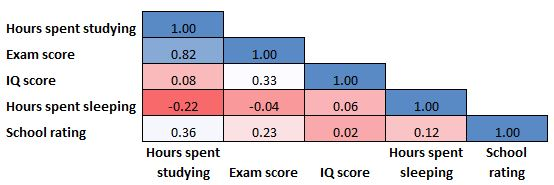 Hours spent studying 1.00
Exam score 0.82 1.00
IQ score 0.08 0.33 1.00
Hours spent sleeping -0.22 -0.04 0.06 1.00
School rating 0.36 0.23 0.02 0.12 1.00
Hours spent studying Exam score IQ score Hours spent sleeping School rating